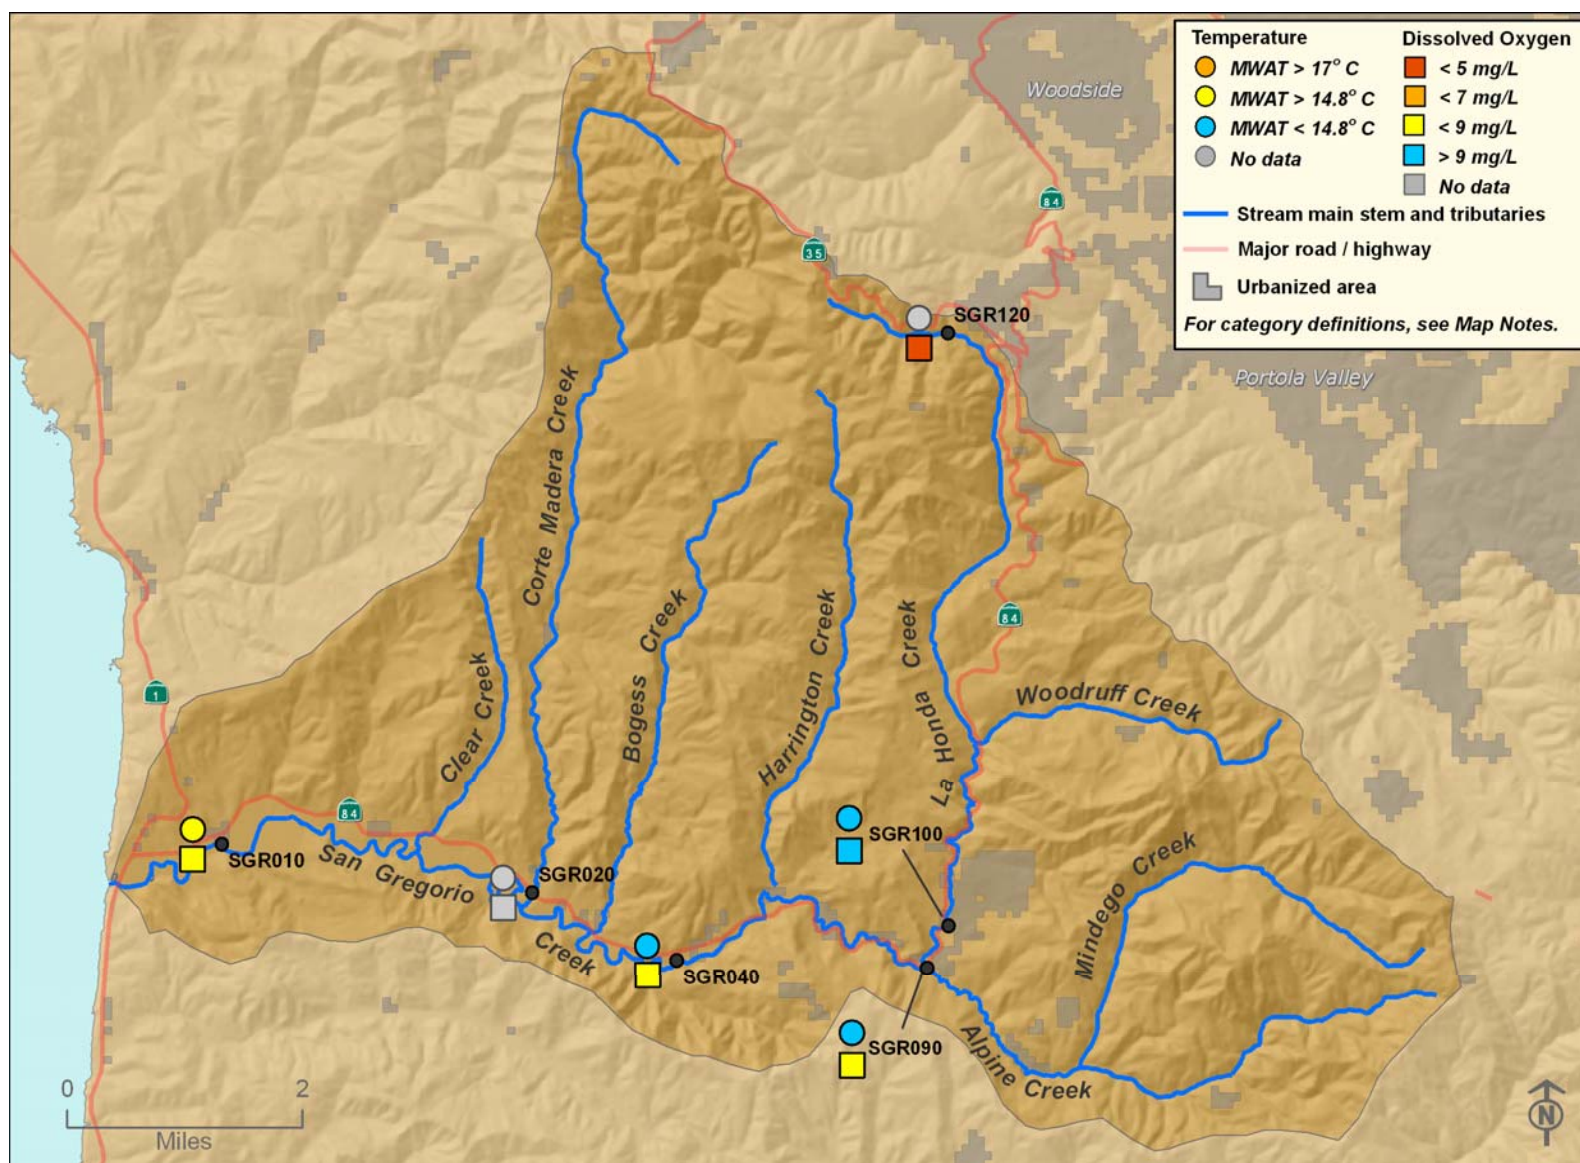 Temperature
MWAT > 17° C
MWAT > 14.8° C
MWAT < 14.8° C
No data
Dissolved Oxygen
< 5 mg/L
< 7 mg/L
< 9 mg/L
> 9 mg/L
No data
Stream main stem and tributaries
Major road / highway
Urbanized area
For category definitions, see Map Notes.
Woodside
84
35
SGR120
Portola Valley
Corte Madera Creek
84
1
Clear Creek
Bogess Creek
Harrington Creek
La Honda Creek
Woodruff Creek
84
SGR010
San Gregorio Creek
SGR020
SGR100
Mindego Creek
SGR040
SGR090
Alpine Creek
0 2
Miles
N